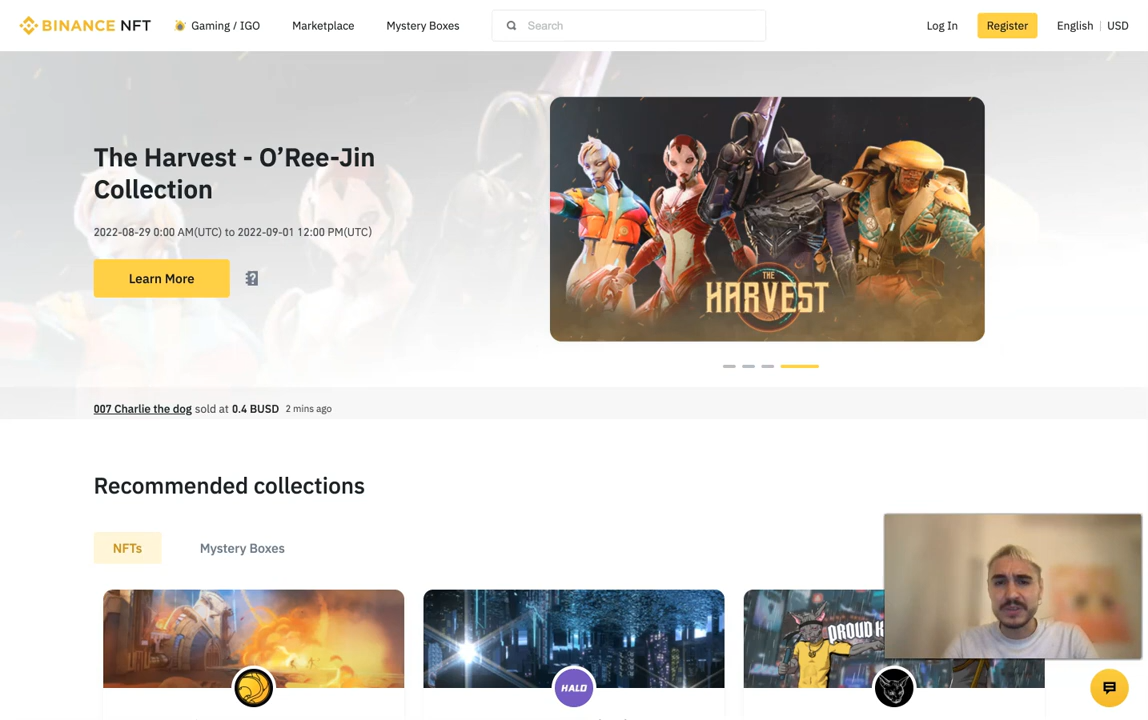 BINANCE NFT
Gaming / IGO
Marketplace
Mystery Boxes
Search
Log In
Register
English | USD
The Harvest - O’Ree-Jin
Collection
2022-08-29 0:00 AM(UTC) to 2022-09-01 12:00 PM(UTC)
Learn More
THE
HARVEST
007 Charlie the dog sold at 0.4 BUSD 2 mins ago
Recommended collections
NFTs
Mystery Boxes
HALO